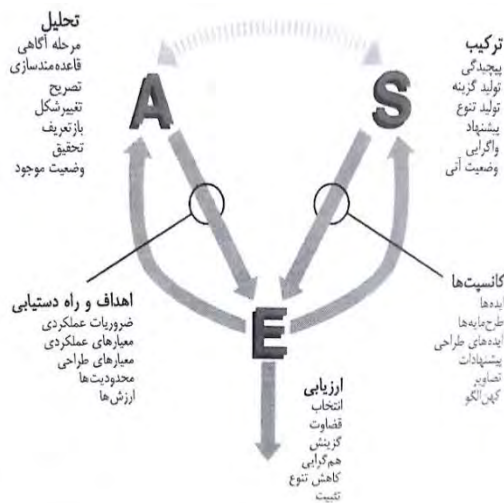 تحلیل
مرحله آگاهی
قاعده‌مندسازی
تصریح
تغییرشکل
بازتعریف
تحقیق
وضعیت موجود
A
S
ترکیب
پیچیدگی
تولید گزینه
تولید تنوع
پیشنهاد
واگرایی
وضعیت آتی
اهداف و راه دستیابی
ضروریات عملکردی
معیارهای عملکردی
معیارهای طراحی
محدودیت‌ها
ارزش‌ها
E
کانسپت‌ها
ایده‌ها
طرح‌مایه‌ها
ایده‌های طراحی
پیشنهادات
تصاویر
کهن‌الگو
ارزیابی
انتخاب
قضاوت
گزینش
هم‌گرایی
کاهش تنوع
تثبیت